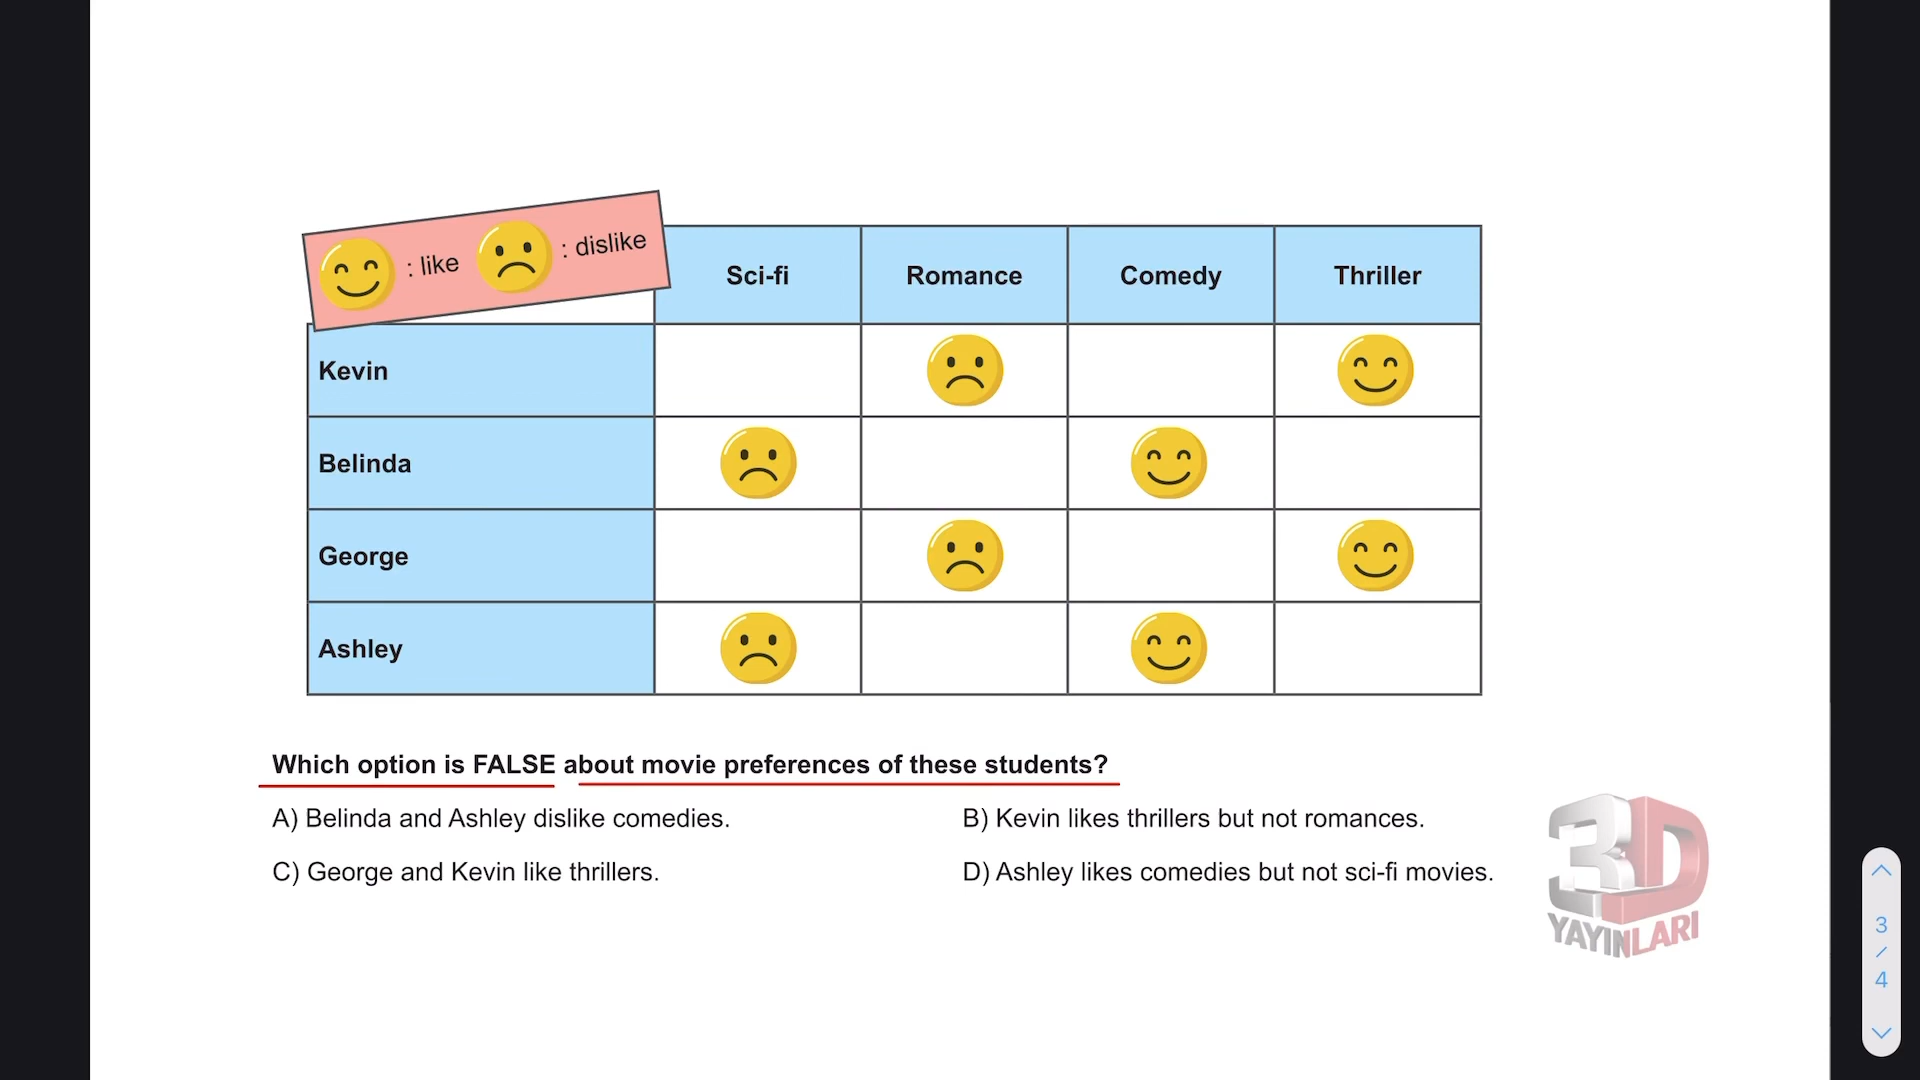 : like : dislike
Sci-fi Romance Comedy Thriller
Kevin
Belinda
George
Ashley
Which option is FALSE about movie preferences of these students?
A) Belinda and Ashley dislike comedies.
B) Kevin likes thrillers but not romances.
C) George and Kevin like thrillers.
D) Ashley likes comedies but not sci-fi movies.
3D
YAYINLARI
3
/
4